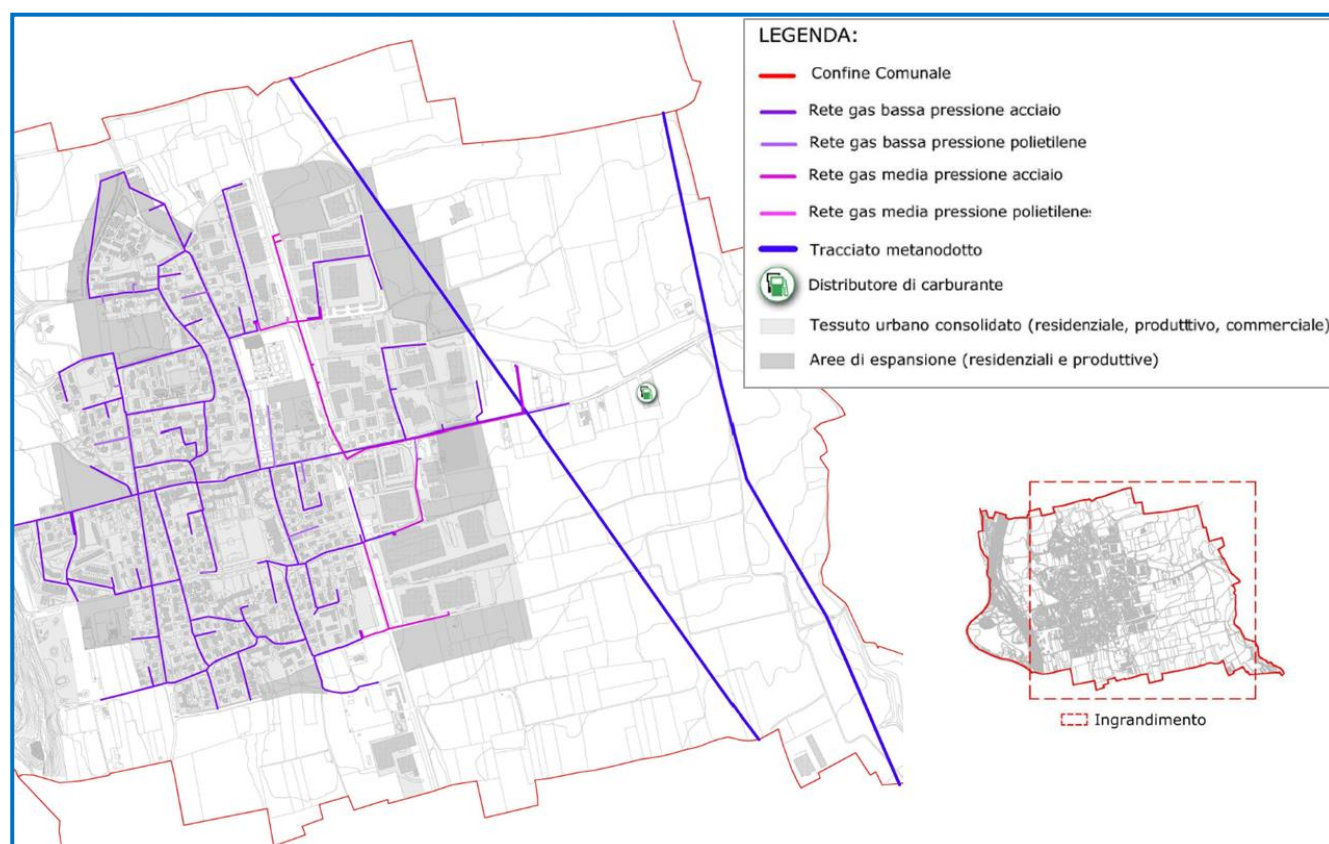 LEGENDA:
Confine Comunale
Rete gas bassa pressione acciaio
Rete gas bassa pressione polietilene
Rete gas media pressione acciaio
Rete gas media pressione polietilene:
Tracciato metanodotto
Distributore di carburante
Tessuto urbano consolidato (residenziale, produtttivo, commerciale)
Aree di espansione (residenziali e produttive)
Ingrandimento